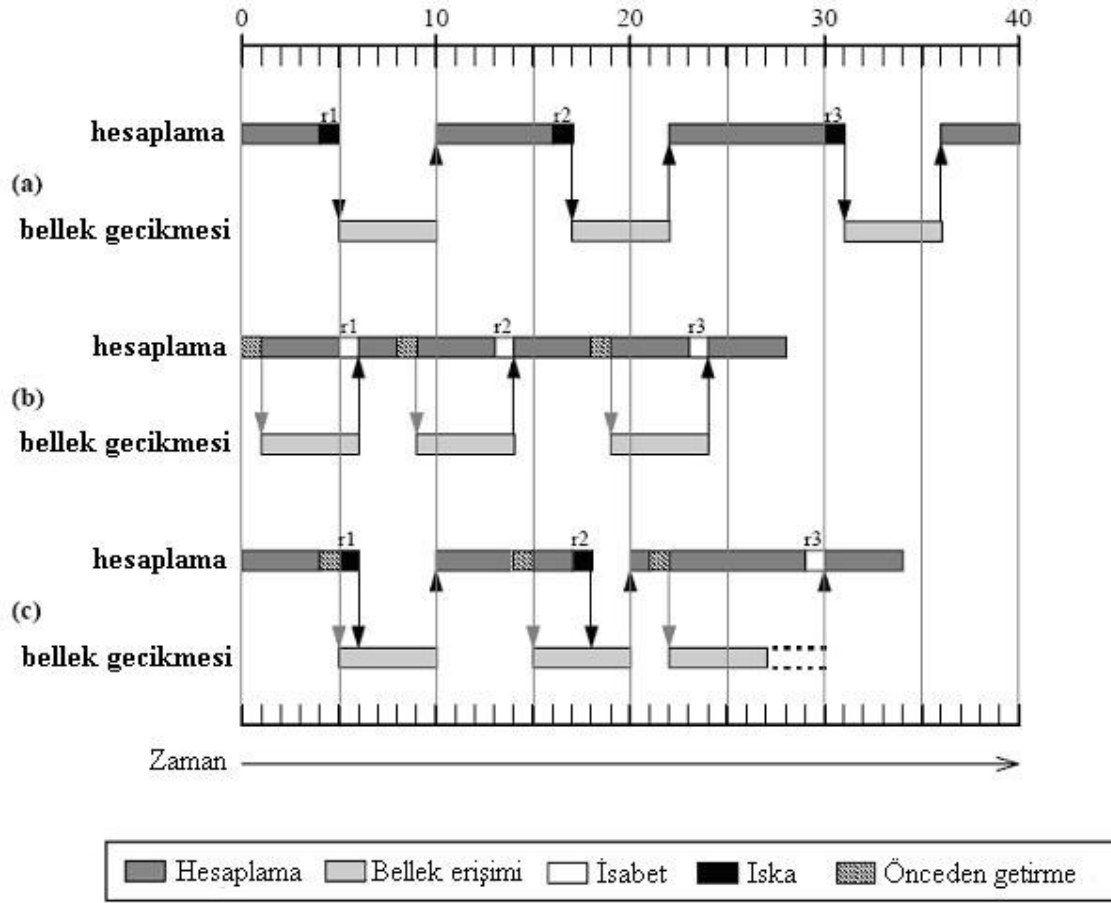 0 10 20 30 40
r1 r2 r3
hesaplama
(a)
bellek gecikmesi
r1 r2 r3
hesaplama
(b)
bellek gecikmesi
r1 r2 r3
hesaplama
(c)
bellek gecikmesi
Zaman
Hesaplama Bellek erişimi İsabet Iska Önceden getirme